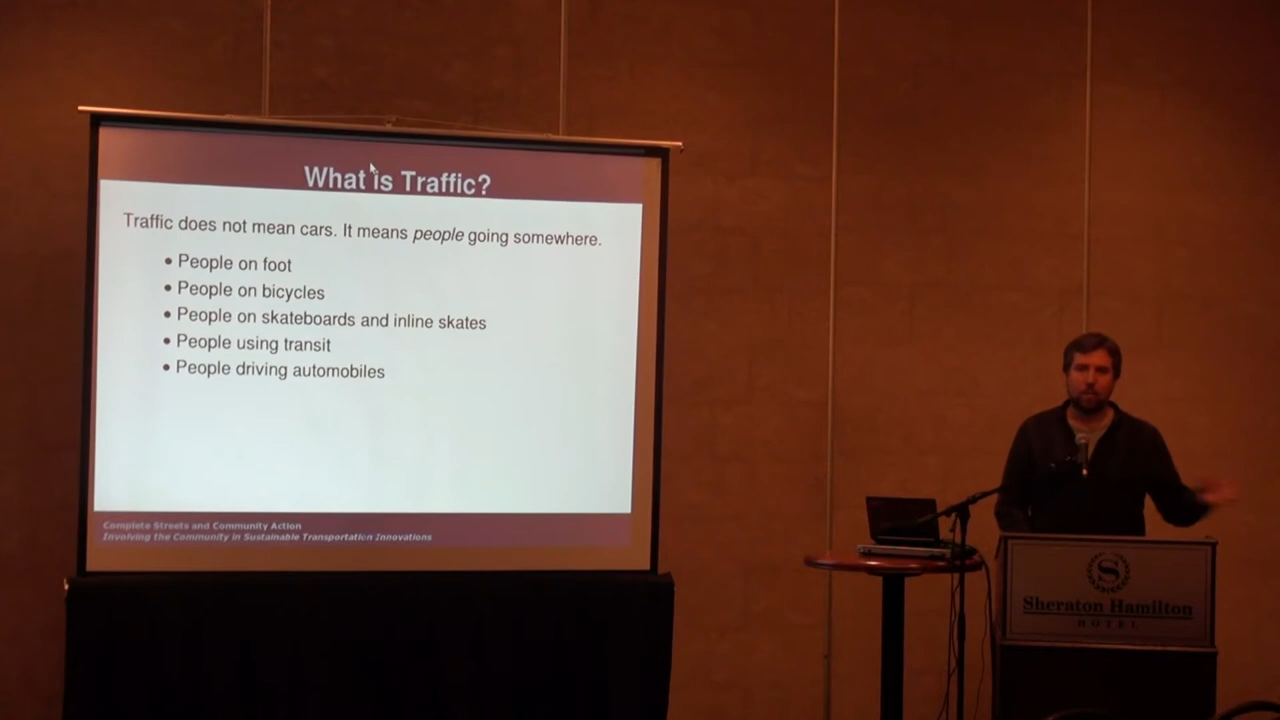 What is Traffic?
Traffic does not mean cars. It means people going somewhere.
• People on foot
• People on bicycles
• People on skateboards and inline skates
• People using transit
• People driving automobiles
Complete Streets and Community Action
Involving the Community in Sustainable Transportation Innovations
S
Sheraton Hamilton
HOTEL